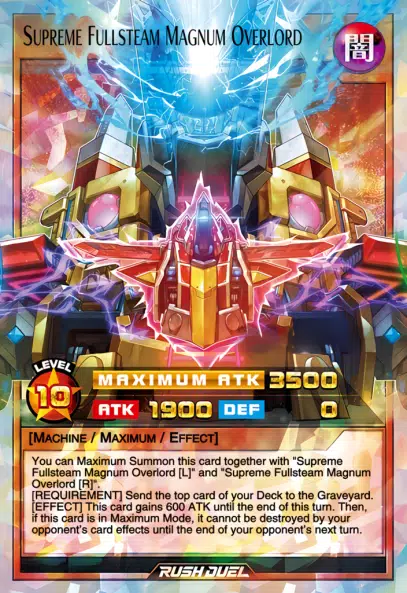 SUPREME FULLSTEAM MAGNUM OVERLORD
闇
LEVEL
10
MAXIMUM ATK 3500
ATK 1900 DEF 0
[MACHINE / MAXIMUM / EFFECT]
You can Maximum Summon this card together with "Supreme
Fullsteam Magnum Overlord [L]" and "Supreme Fullsteam Magnum
Overlord [R]".
[REQUIREMENT] Send the top card of your Deck to the Graveyard.
[EFFECT] This card gains 600 ATK until the end of this turn. Then,
if this card is in Maximum Mode, it cannot be destroyed by your
opponent's card effects until the end of your opponent's next turn.
RUSH DUEL